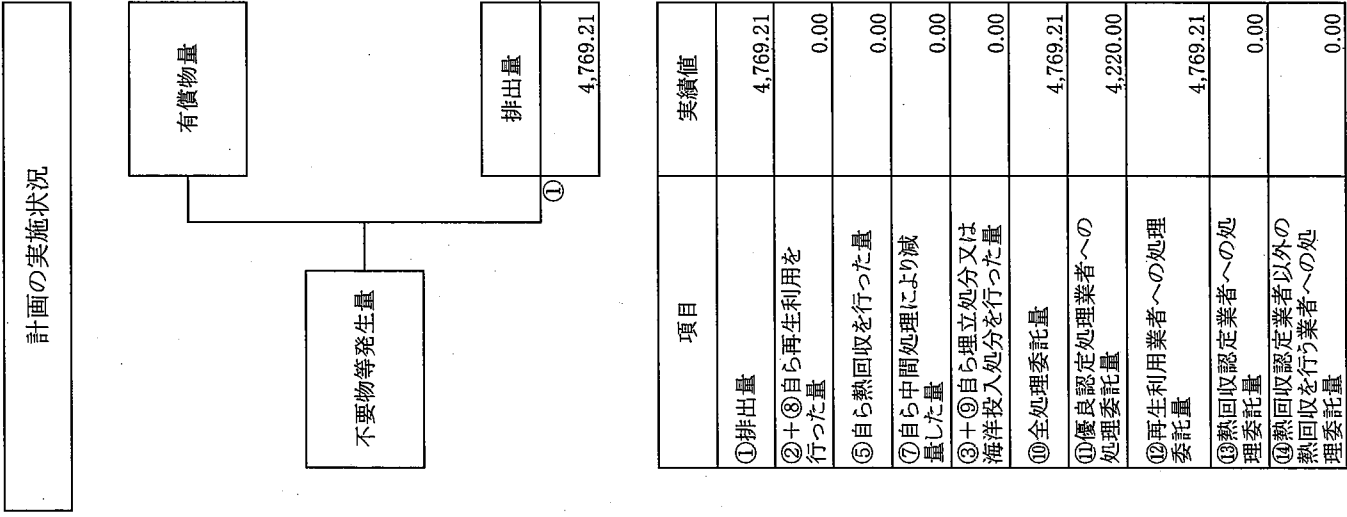 計画の実施状況
有償物量
不要物等発生量
排出量
①
4,769.21
項目 実績値
①排出量 4,769.21
②+⑧自ら再生利用を
行った量 0.00
⑤自ら熱回収を行った量 0.00
⑦自ら中間処理により減
量した量 0.00
③+⑨自ら埋立処分又は
海洋投入処分を行った量 0.00
⑩全処理委託量 4,769.21
⑪優良認定処理業者への
処理委託量 4,220.00
⑫再生利用業者への処理
委託量 4,769.21
⑬熱回収認定業者への処
理委託量 0.00
⑭熱回収認定業者以外の
熱回収を行う業者への処
理委託量 0.00